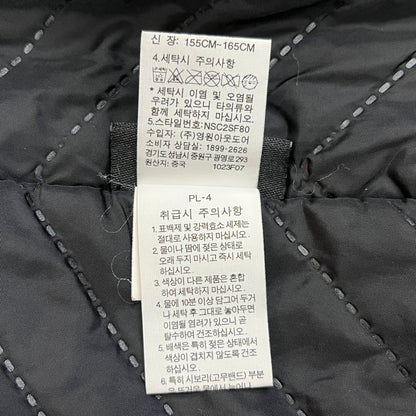 신 장: 155CM~165CM
4.세탁시 주의사항
* 세탁시 이염 및 오염될
우려가 있으니 타의류와
함께 세탁하지 마십시오.
5.스타일번호:NSC2SF80
수입자: (주)영원아웃도어
소비자 상담실: 1899-2626
경기도성남시 중원구 광명로 293
원산지: 중국 1023F07
PL-4
취급시 주의사항
1. 표백제 및 강력효소 세제는
절대로 사용하지 마십시오.
2. 물이나 땀에 젖은 상태로
오래 두지 마시고 즉시 세탁
하십시오.
3. 색상이 다른 제품은 혼합
하여 세탁하지 마십시오.
4. 물에 10분 이상 담그어 두거
나 세탁 후 그대로 놓아두면
이염될 염려가 있으니 곧
탈수하여 건조하십시오.
5. 배색은 특히 젖은 상태에서
색상이 겹치지 않도록 건조
하십시오.
6. 특히 시보리(고무밴드) 부분